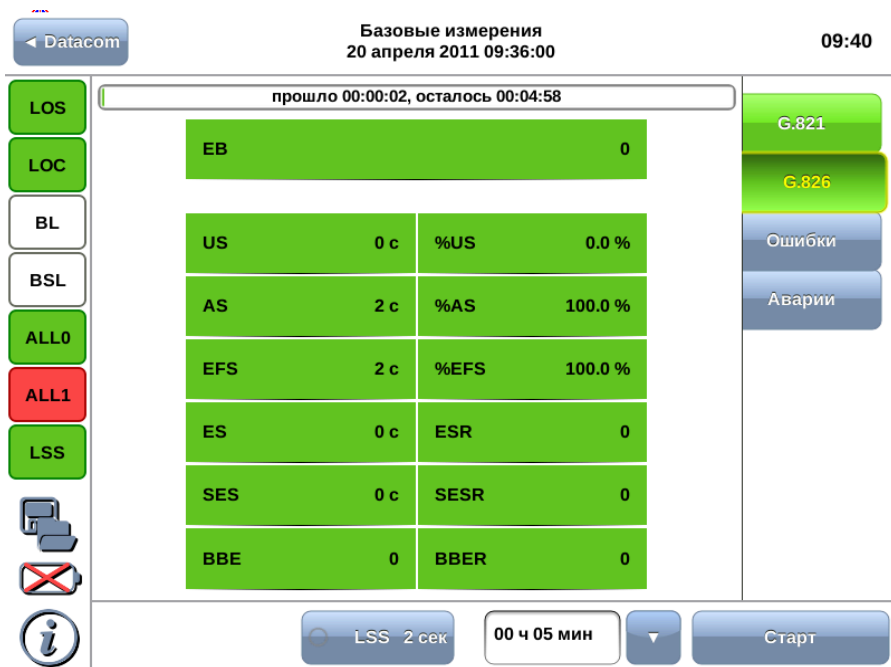 ◄ Datacom
Базовые измерения
20 апреля 2011 09:36:00
09:40
LOS
LOC
BL
BSL
ALL0
ALL1
LSS
прошло 00:00:02, осталось 00:04:58
EB 0
US 0 с %US 0.0 %
AS 2 с %AS 100.0 %
EFS 2 с %EFS 100.0 %
ES 0 с ESR 0
SES 0 с SESR 0
BBE 0 BBER 0
G.821
G.826
Ошибки
Аварии
i
LSS 2 сек
00 ч 05 мин
▼
Старт